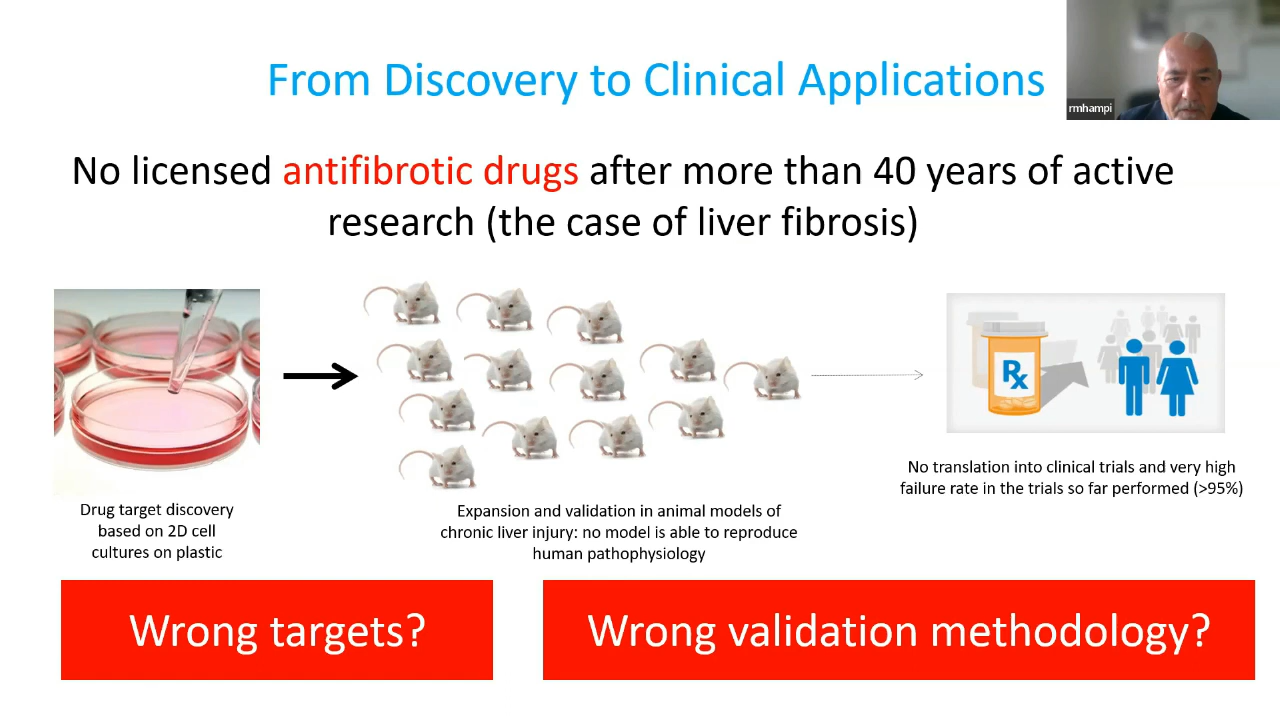 From Discovery to Clinical Applications
rmhampi
No licensed antifibrotic drugs after more than 40 years of active
research (the case of liver fibrosis)
Rx
Drug target discovery
based on 2D cell
cultures on plastic
Expansion and validation in animal models of
chronic liver injury: no model is able to reproduce
human pathophysiology
No translation into clinical trials and very high
failure rate in the trials so far performed (>95%)
Wrong targets?
Wrong validation methodology?